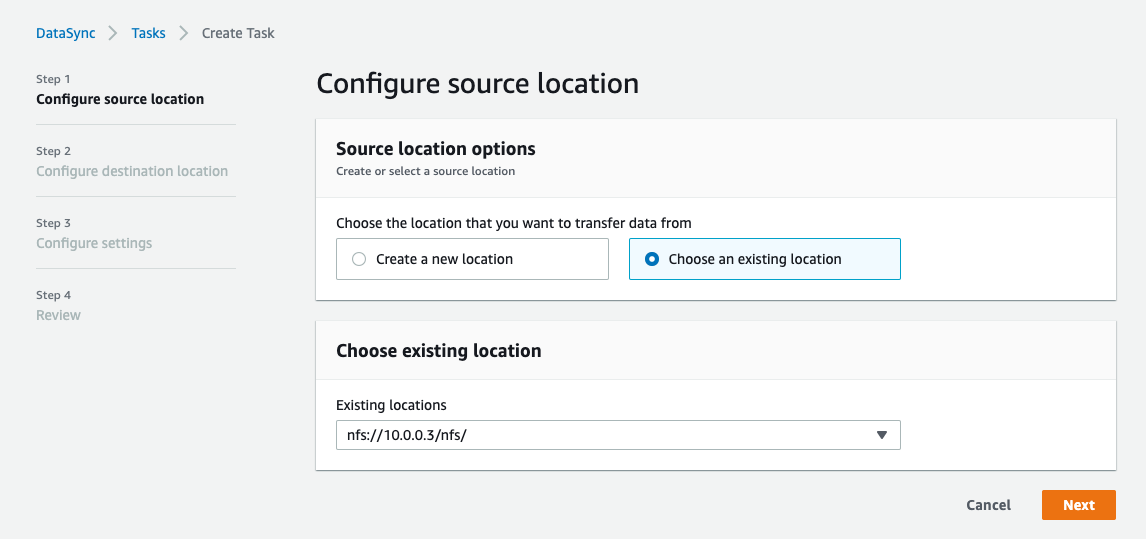 DataSync
Tasks
Create Task
Step 1
Configure source location
Step 2
Configure destination location
Step 3
Configure settings
Step 4
Review
Configure source location
Source location options
Create or select a source location
Choose the location that you want to transfer data from
Create a new location
Choose an existing location
Choose existing location
Existing locations
nfs://10.0.0.3/nfs/
Cancel
Next